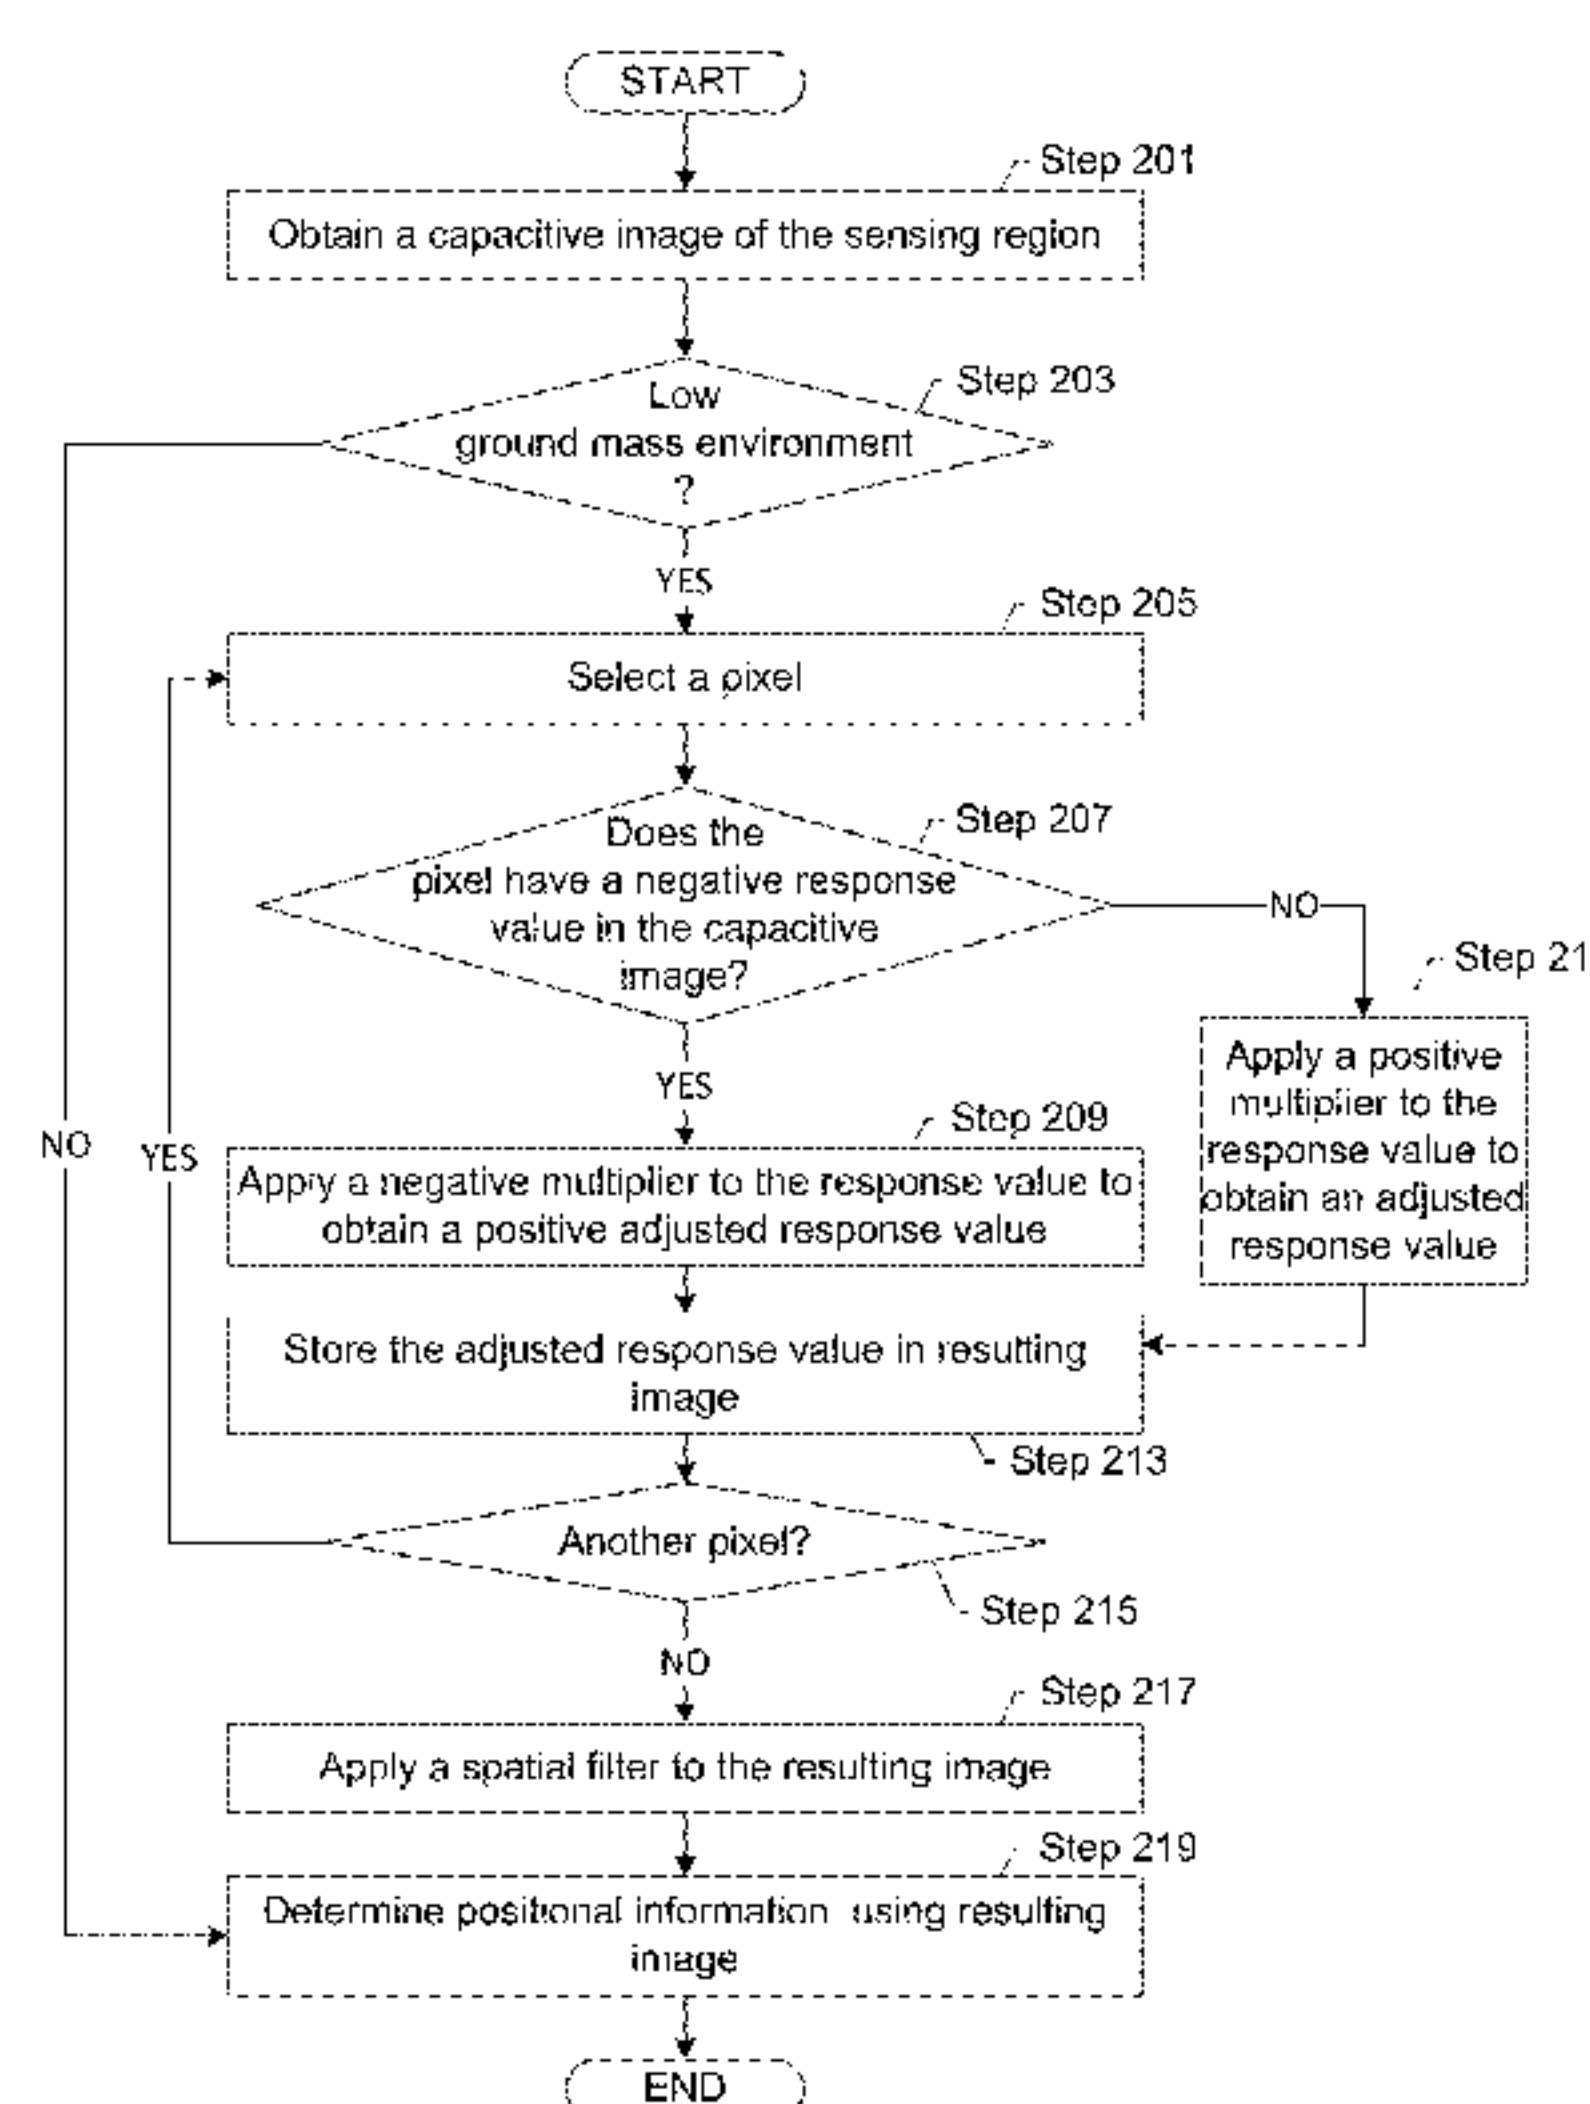 START
Step 201
Obtain a capacitive image of the sensing region
Step 203
Low
ground mass environment
?
YES
Step 205
Select a pixel
Step 207
Does the
pixel have a negative response
value in the capacitive
image?
NO
Step 21
Apply a positive
multiplier to the
response value to
obtain an adjusted
response value
YES
Step 209
Apply a negative multiplier to the response value to
obtain a positive adjusted response value
NO
YES
Store the adjusted response value in resulting
image
Step 213
Another pixel?
Step 215
NO
Step 217
Apply a spatial filter to the resulting image
Step 219
Determine positional information using resulting
image
END